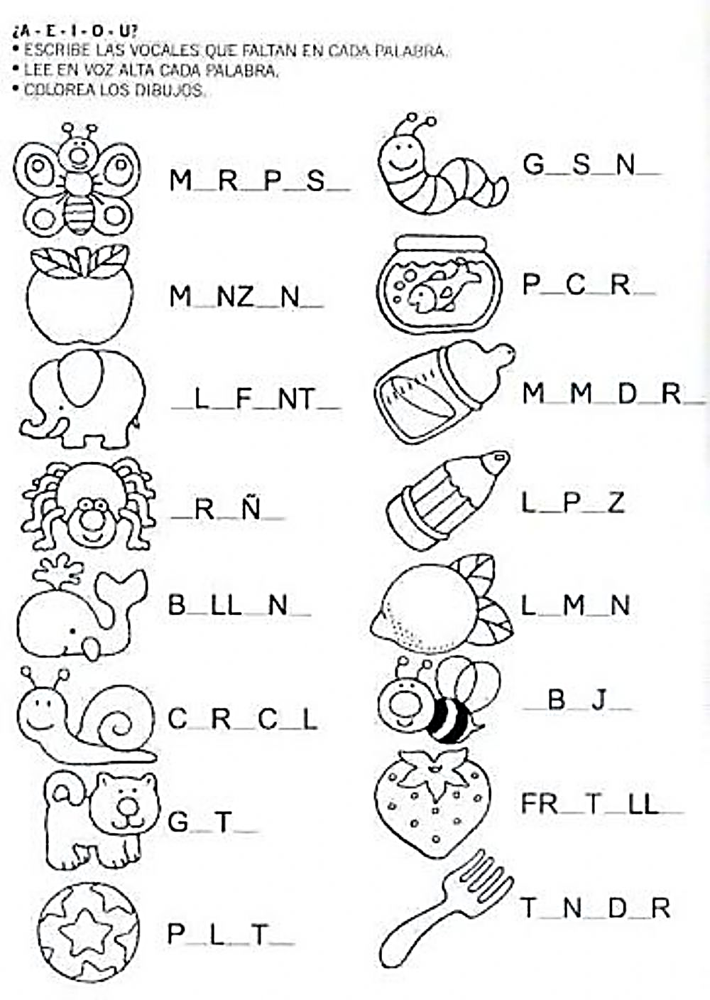 ¿A - E - I - O - U?
• ESCRIBE LAS VOCALES QUE FALTAN EN CADA PALABRA.
• LEE EN VOZ ALTA CADA PALABRA.
• COLOREA LOS DIBUJOS.
M_R_P_S_
M_NZ_N_
_L_F_NT_
_R_Ñ_
B_LL_N_
C_R_C_L
G_T_
P_L_T_
G_S_N_
P_C_R_
M_M_D_R_
L_P_Z
L_M_N
_B_J_
FR_T_LL_
T_N_D_R